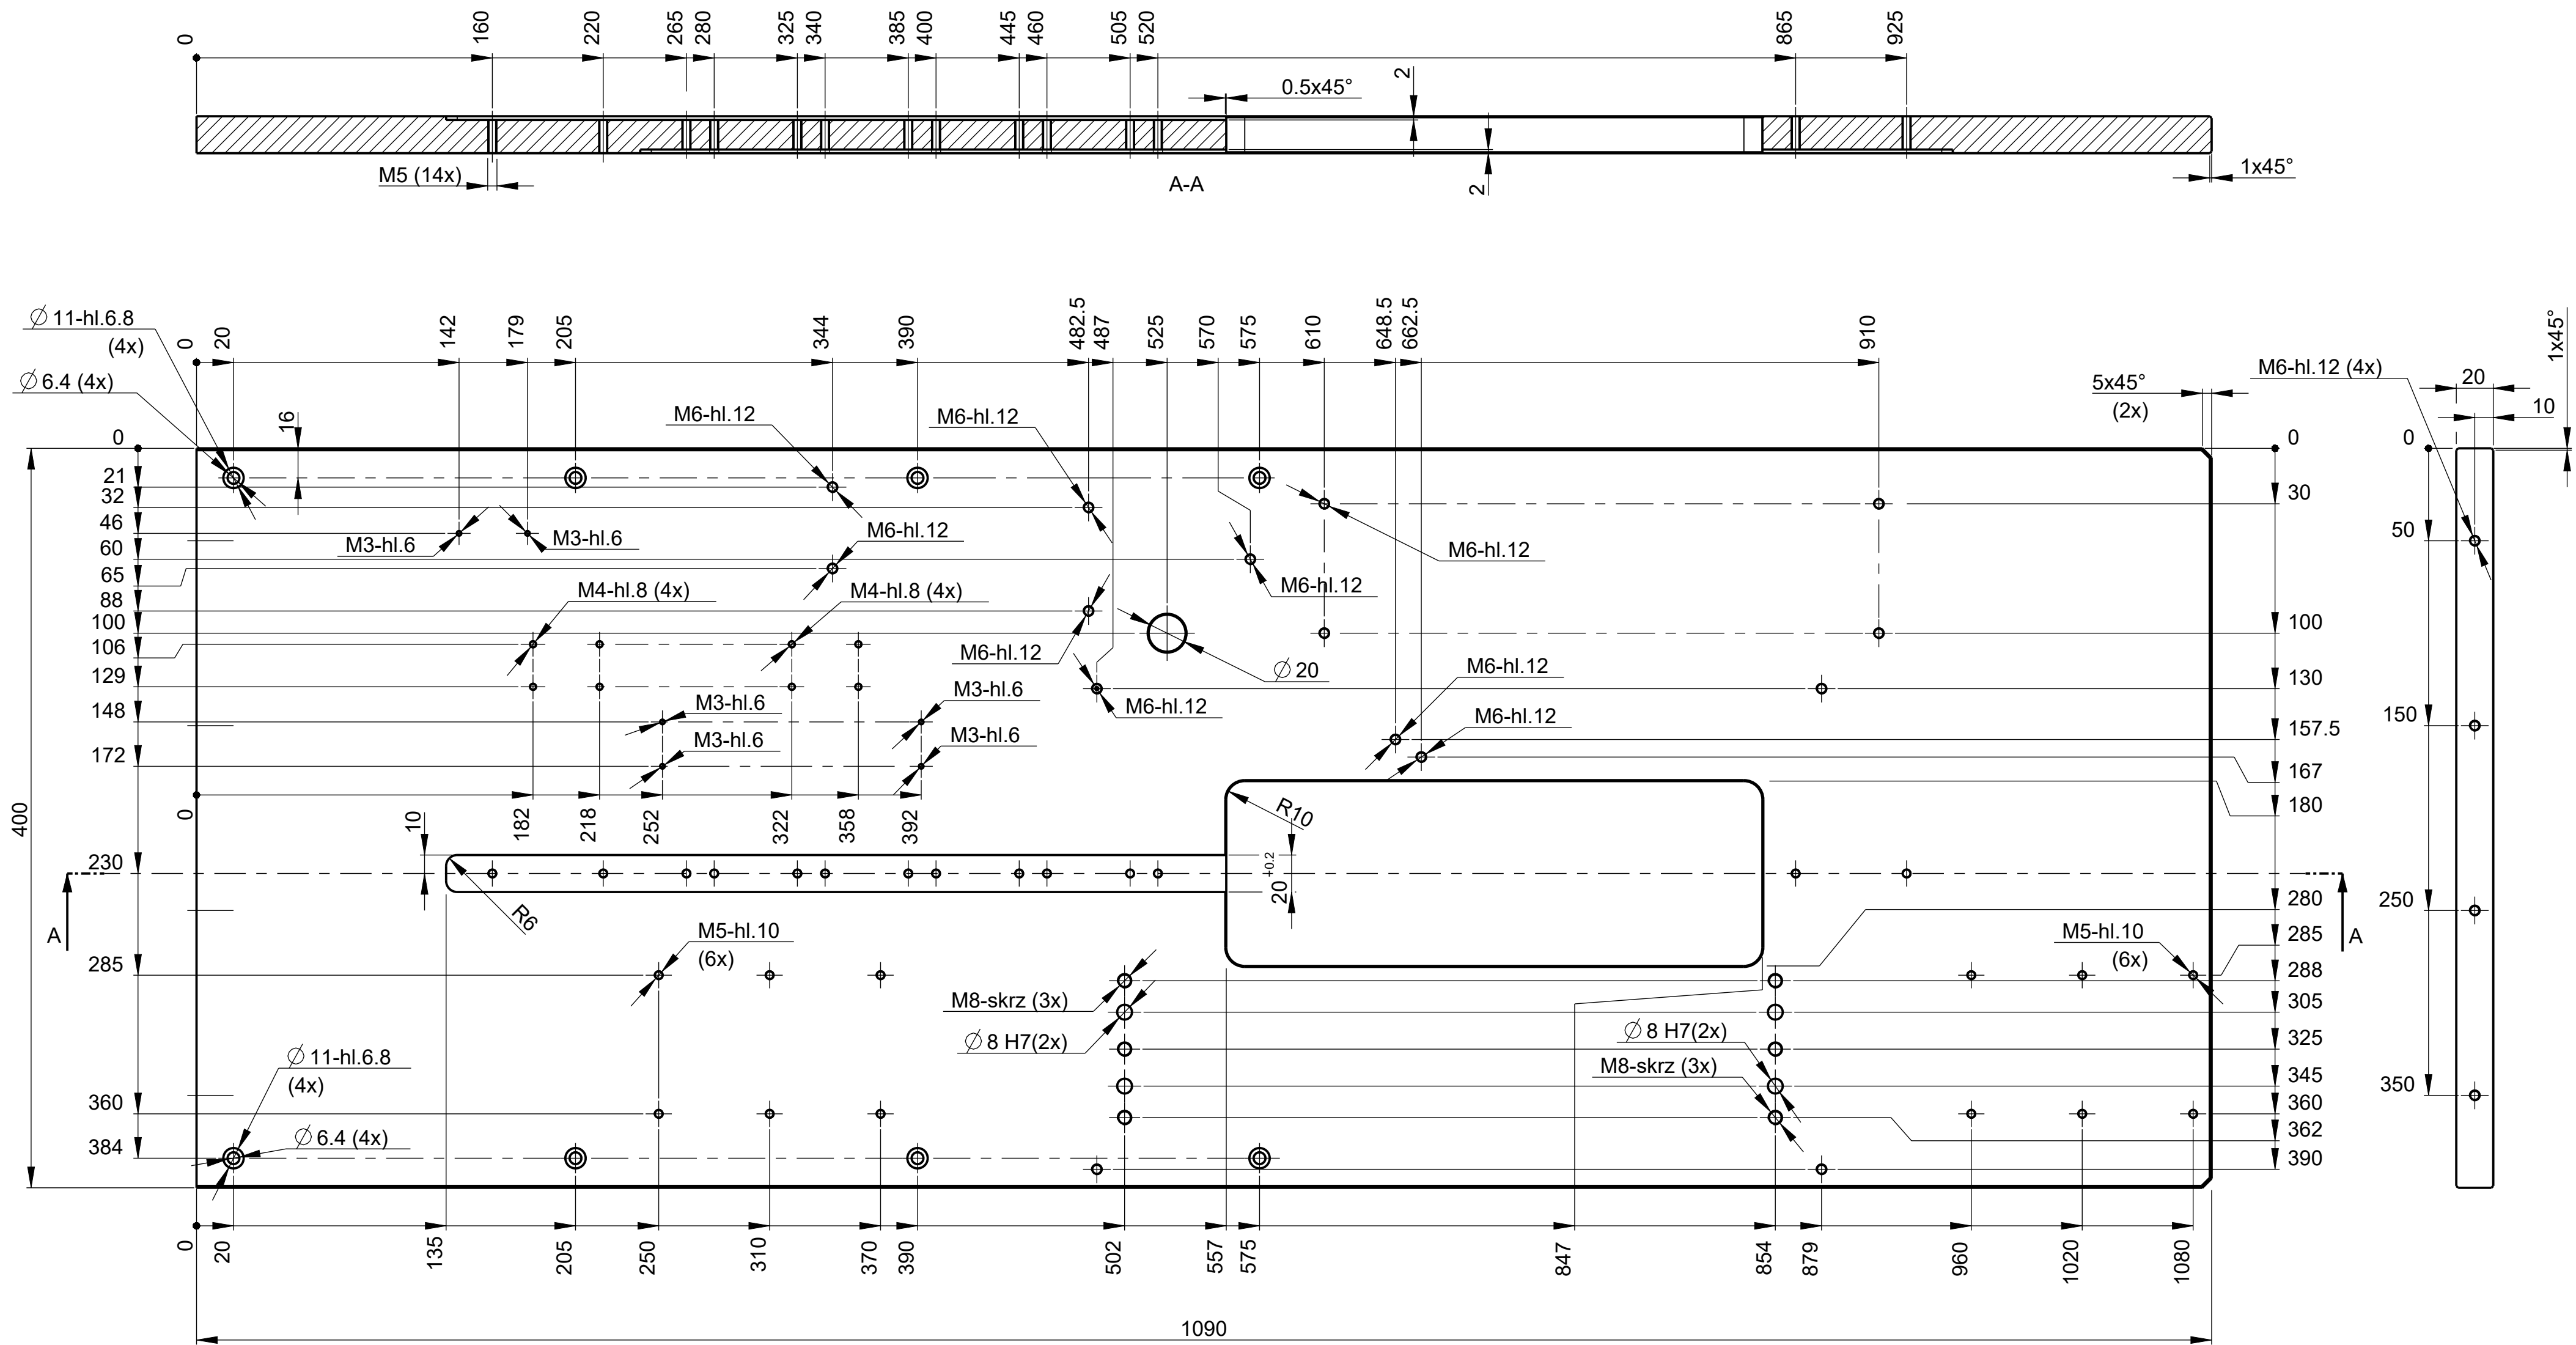 0
160
220
265
280
325
340
385
400
445
460
505
520
865
925
2
0.5x45°
M5 (14x)
A-A
2
1x45°
∅ 11-hl.6.8
(4x)
∅ 6.4 (4x)
0
20
142
179
205
344
390
482.5
487
525
570
575
610
648.5
662.5
910
5x45°
(2x)
M6-hl.12 (4x)
20
10
1x45°
16
M6-hl.12
M6-hl.12
0
21
32
46
60
65
88
100
106
129
148
172
230
285
360
384
400
M3-hl.6
M3-hl.6
M6-hl.12
M6-hl.12
M6-hl.12
M4-hl.8 (4x)
M4-hl.8 (4x)
M6-hl.12
∅ 20
M6-hl.12
M6-hl.12
M6-hl.12
M3-hl.6
M3-hl.6
M3-hl.6
M3-hl.6
0
182
218
252
322
358
392
10
R10
20 +0.2
R6
A
A
M5-hl.10
(6x)
M5-hl.10
(6x)
M8-skrz (3x)
∅ 8 H7(2x)
∅ 8 H7(2x)
M8-skrz (3x)
∅ 11-hl.6.8
(4x)
∅ 6.4 (4x)
0
30
100
130
157.5
167
180
280
285
288
305
325
345
360
362
390
0
50
150
250
350
0
20
135
205
250
310
370
390
502
557
575
847
854
879
960
1020
1080
1090